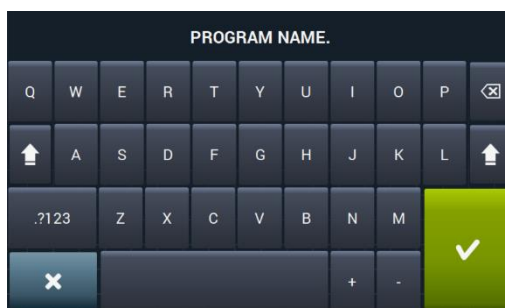 PROGRAM NAME.
Q W E R T Y U I O P
A S D F G H J K L
.?123 Z X C V B N M
+ -